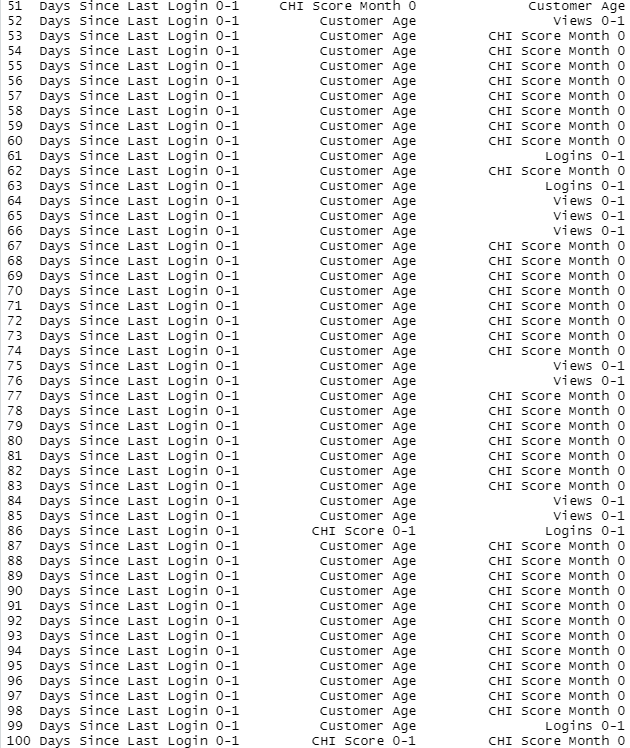 51 Days Since Last Login 0-1 CHI Score Month 0 Customer Age
52 Days Since Last Login 0-1 Customer Age Views 0-1
53 Days Since Last Login 0-1 Customer Age CHI Score Month 0
54 Days Since Last Login 0-1 Customer Age CHI Score Month 0
55 Days Since Last Login 0-1 Customer Age CHI Score Month 0
56 Days Since Last Login 0-1 Customer Age CHI Score Month 0
57 Days Since Last Login 0-1 Customer Age CHI Score Month 0
58 Days Since Last Login 0-1 Customer Age CHI Score Month 0
59 Days Since Last Login 0-1 Customer Age CHI Score Month 0
60 Days Since Last Login 0-1 Customer Age CHI Score Month 0
61 Days Since Last Login 0-1 Customer Age Logins 0-1
62 Days Since Last Login 0-1 Customer Age CHI Score Month 0
63 Days Since Last Login 0-1 Customer Age Logins 0-1
64 Days Since Last Login 0-1 Customer Age Views 0-1
65 Days Since Last Login 0-1 Customer Age Views 0-1
66 Days Since Last Login 0-1 Customer Age Views 0-1
67 Days Since Last Login 0-1 Customer Age CHI Score Month 0
68 Days Since Last Login 0-1 Customer Age CHI Score Month 0
69 Days Since Last Login 0-1 Customer Age CHI Score Month 0
70 Days Since Last Login 0-1 Customer Age CHI Score Month 0
71 Days Since Last Login 0-1 Customer Age CHI Score Month 0
72 Days Since Last Login 0-1 Customer Age CHI Score Month 0
73 Days Since Last Login 0-1 Customer Age CHI Score Month 0
74 Days Since Last Login 0-1 Customer Age CHI Score Month 0
75 Days Since Last Login 0-1 Customer Age Views 0-1
76 Days Since Last Login 0-1 Customer Age Views 0-1
77 Days Since Last Login 0-1 Customer Age CHI Score Month 0
78 Days Since Last Login 0-1 Customer Age CHI Score Month 0
79 Days Since Last Login 0-1 Customer Age CHI Score Month 0
80 Days Since Last Login 0-1 Customer Age CHI Score Month 0
81 Days Since Last Login 0-1 Customer Age CHI Score Month 0
82 Days Since Last Login 0-1 Customer Age CHI Score Month 0
83 Days Since Last Login 0-1 Customer Age CHI Score Month 0
84 Days Since Last Login 0-1 Customer Age Views 0-1
85 Days Since Last Login 0-1 Customer Age Views 0-1
86 Days Since Last Login 0-1 CHI Score 0-1 Logins 0-1
87 Days Since Last Login 0-1 Customer Age CHI Score Month 0
88 Days Since Last Login 0-1 Customer Age CHI Score Month 0
89 Days Since Last Login 0-1 Customer Age CHI Score Month 0
90 Days Since Last Login 0-1 Customer Age CHI Score Month 0
91 Days Since Last Login 0-1 Customer Age CHI Score Month 0
92 Days Since Last Login 0-1 Customer Age CHI Score Month 0
93 Days Since Last Login 0-1 Customer Age CHI Score Month 0
94 Days Since Last Login 0-1 Customer Age CHI Score Month 0
95 Days Since Last Login 0-1 Customer Age CHI Score Month 0
96 Days Since Last Login 0-1 Customer Age CHI Score Month 0
97 Days Since Last Login 0-1 Customer Age CHI Score Month 0
98 Days Since Last Login 0-1 Customer Age CHI Score Month 0
99 Days Since Last Login 0-1 Customer Age Logins 0-1
100 Days Since Last Login 0-1 CHI Score 0-1 CHI Score Month 0